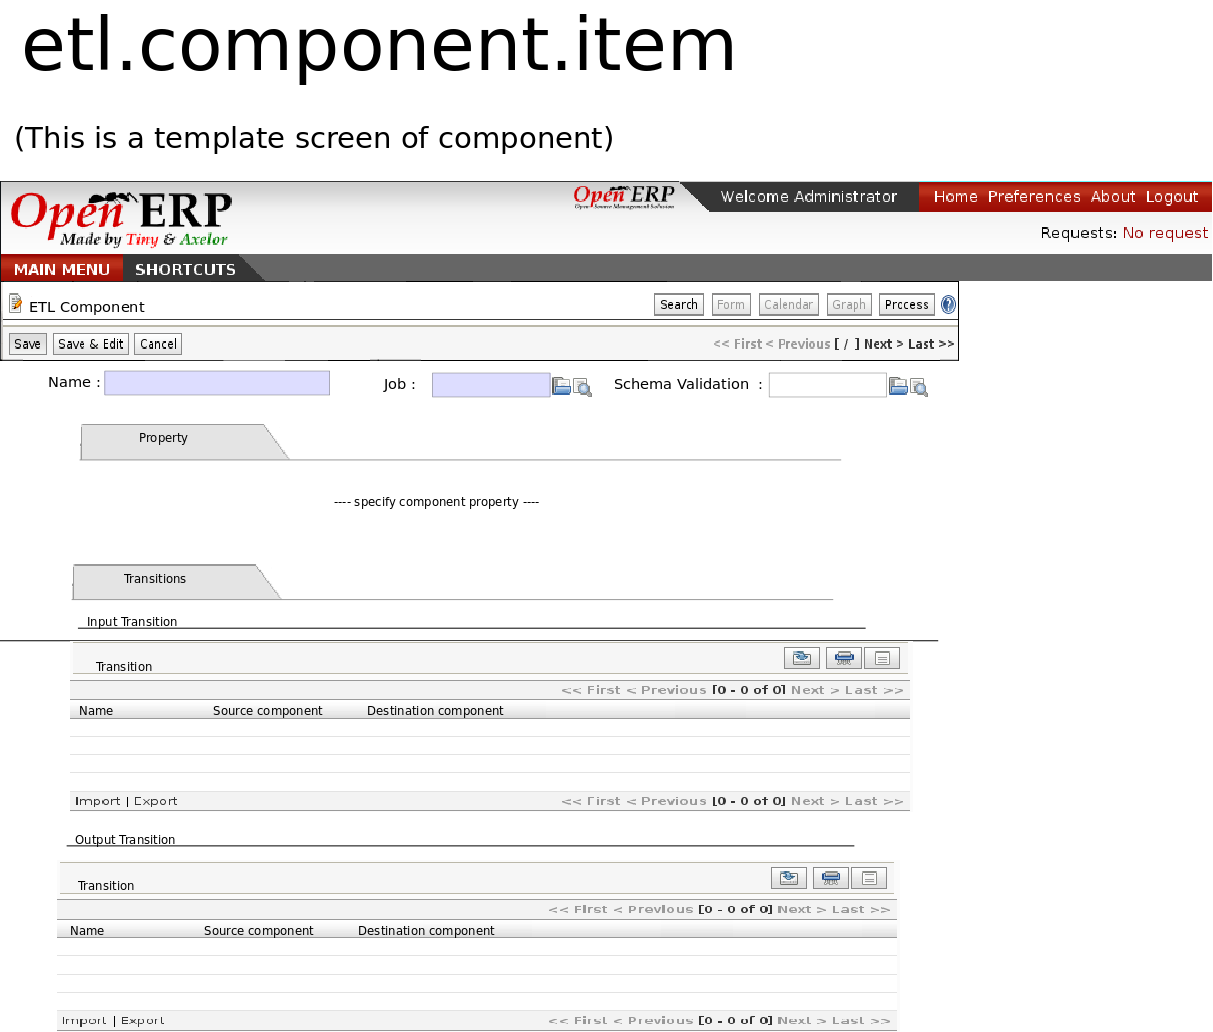 etl.component.item
(This is a template screen of component)
Open ERP
Made by Tiny & Axelor
Open ERP
Open Source Management Solution
Welcome Administrator
Home Preferences About Logout
Requests: No request
MAIN MENU SHORTCUTS
ETL Component
Search Form Calendar Graph Process
Save Save & Edit Cancel
<< First < Previous [ / ] Next > Last >>
Name : Job : Schema Validation :
Property
---- specify component property ----
Transitions
Input Transition
Transition
<< First < Previous [0 - 0 of 0] Next > Last >>
Name Source component Destination component
Import | Export << First < Previous [0 - 0 of 0] Next > Last >>
Output Transition
Transition
<< First < Previous [0 - 0 of 0] Next > Last >>
Name Source component Destination component
Import | Export << First < Previous [0 - 0 of 0] Next > Last >>